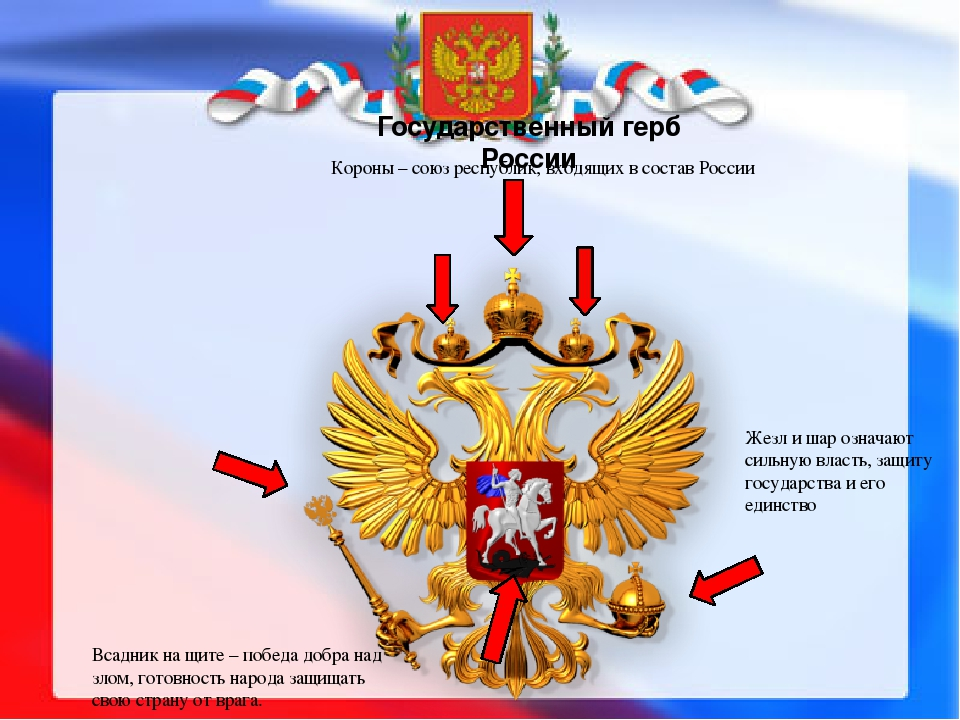 Государственный герб
России
Короны – союз республик, входящих в состав России
Жезл и шар означают
сильную власть, защиту
государства и его
единство
Всадник на щите – победа добра над
злом, готовность народа защищать
свою страну от врага.